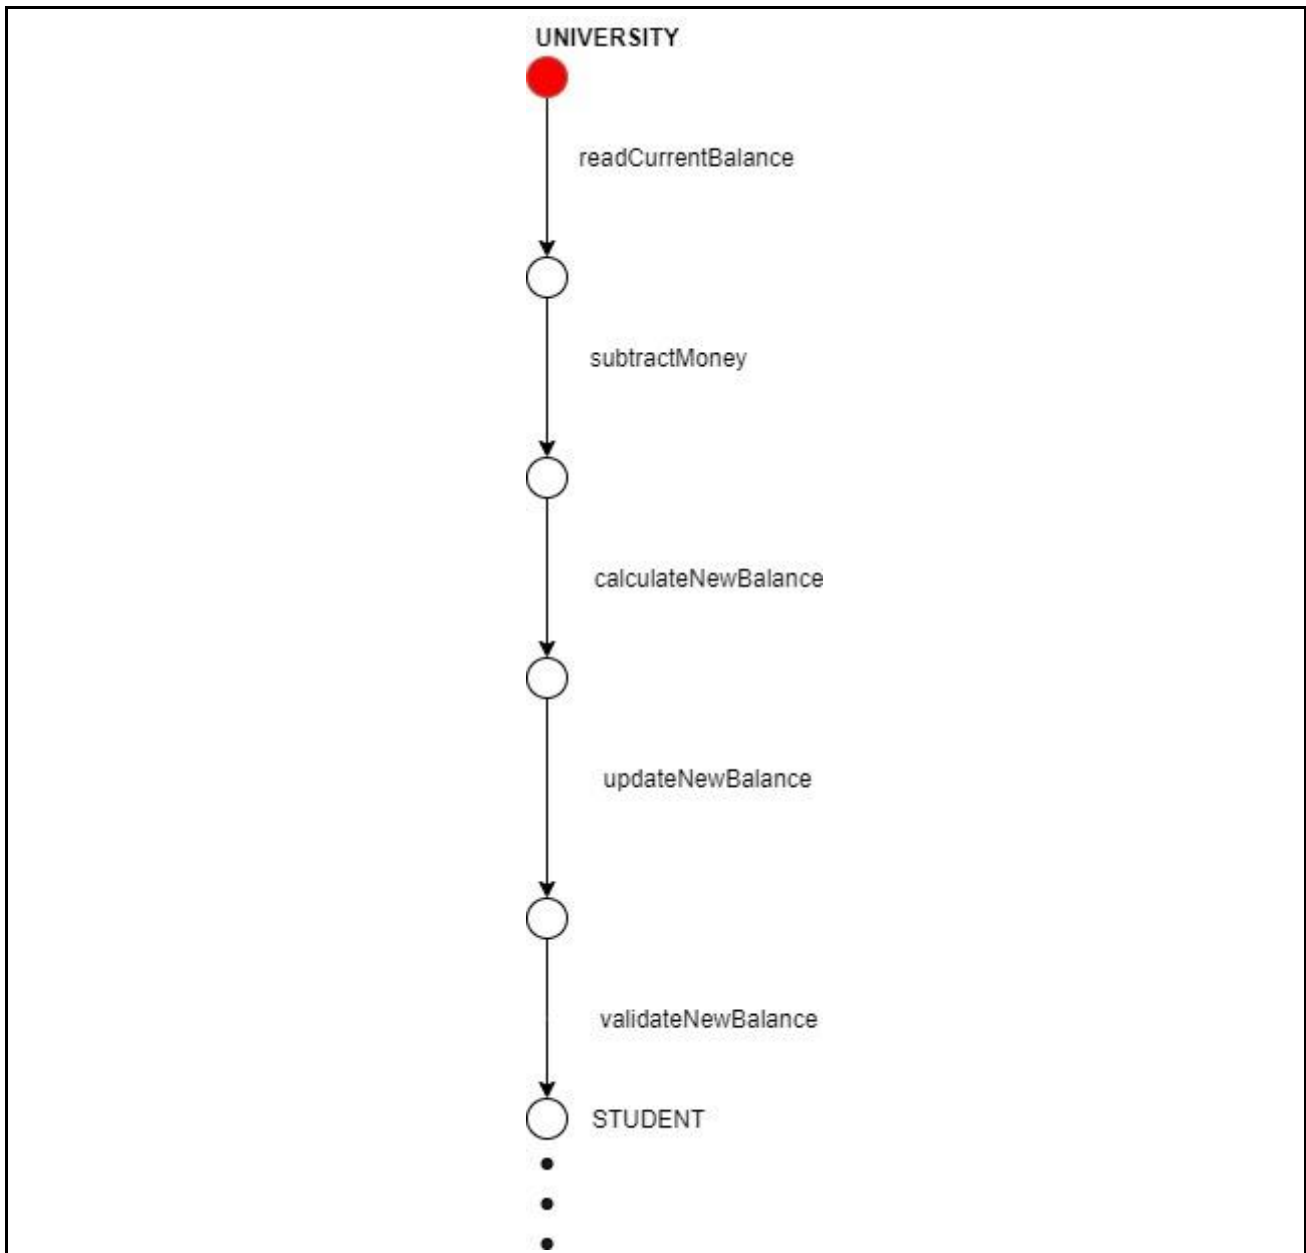 UNIVERSITY
readCurrentBalance
subtractMoney
calculateNewBalance
updateNewBalance
validateNewBalance
STUDENT